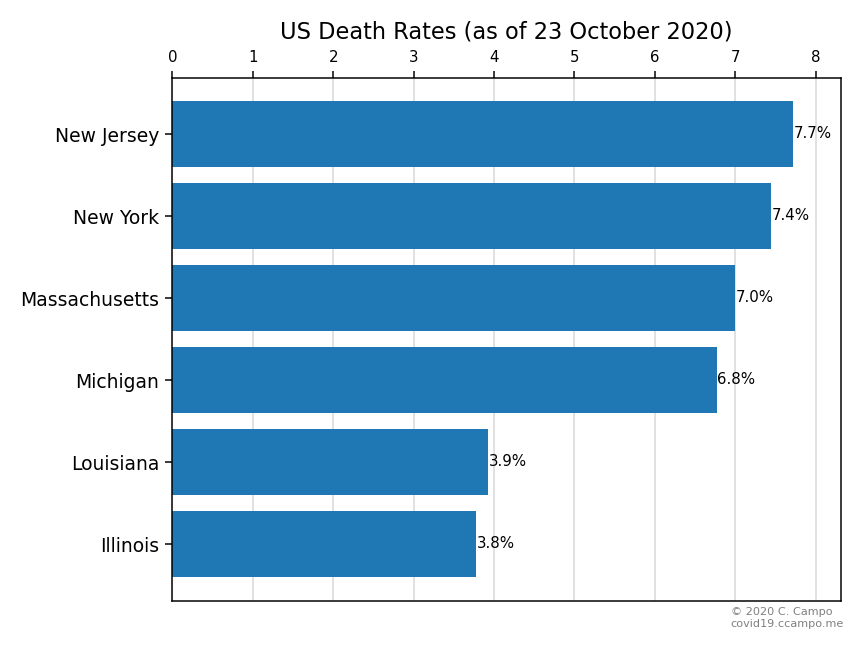 US Death Rates (as of 23 October 2020)
0 1 2 3 4 5 6 7 8
New Jersey 7.7%
New York 7.4%
Massachusetts 7.0%
Michigan 6.8%
Louisiana 3.9%
Illinois 3.8%
© 2020 C. Campo
covid19.ccampo.me